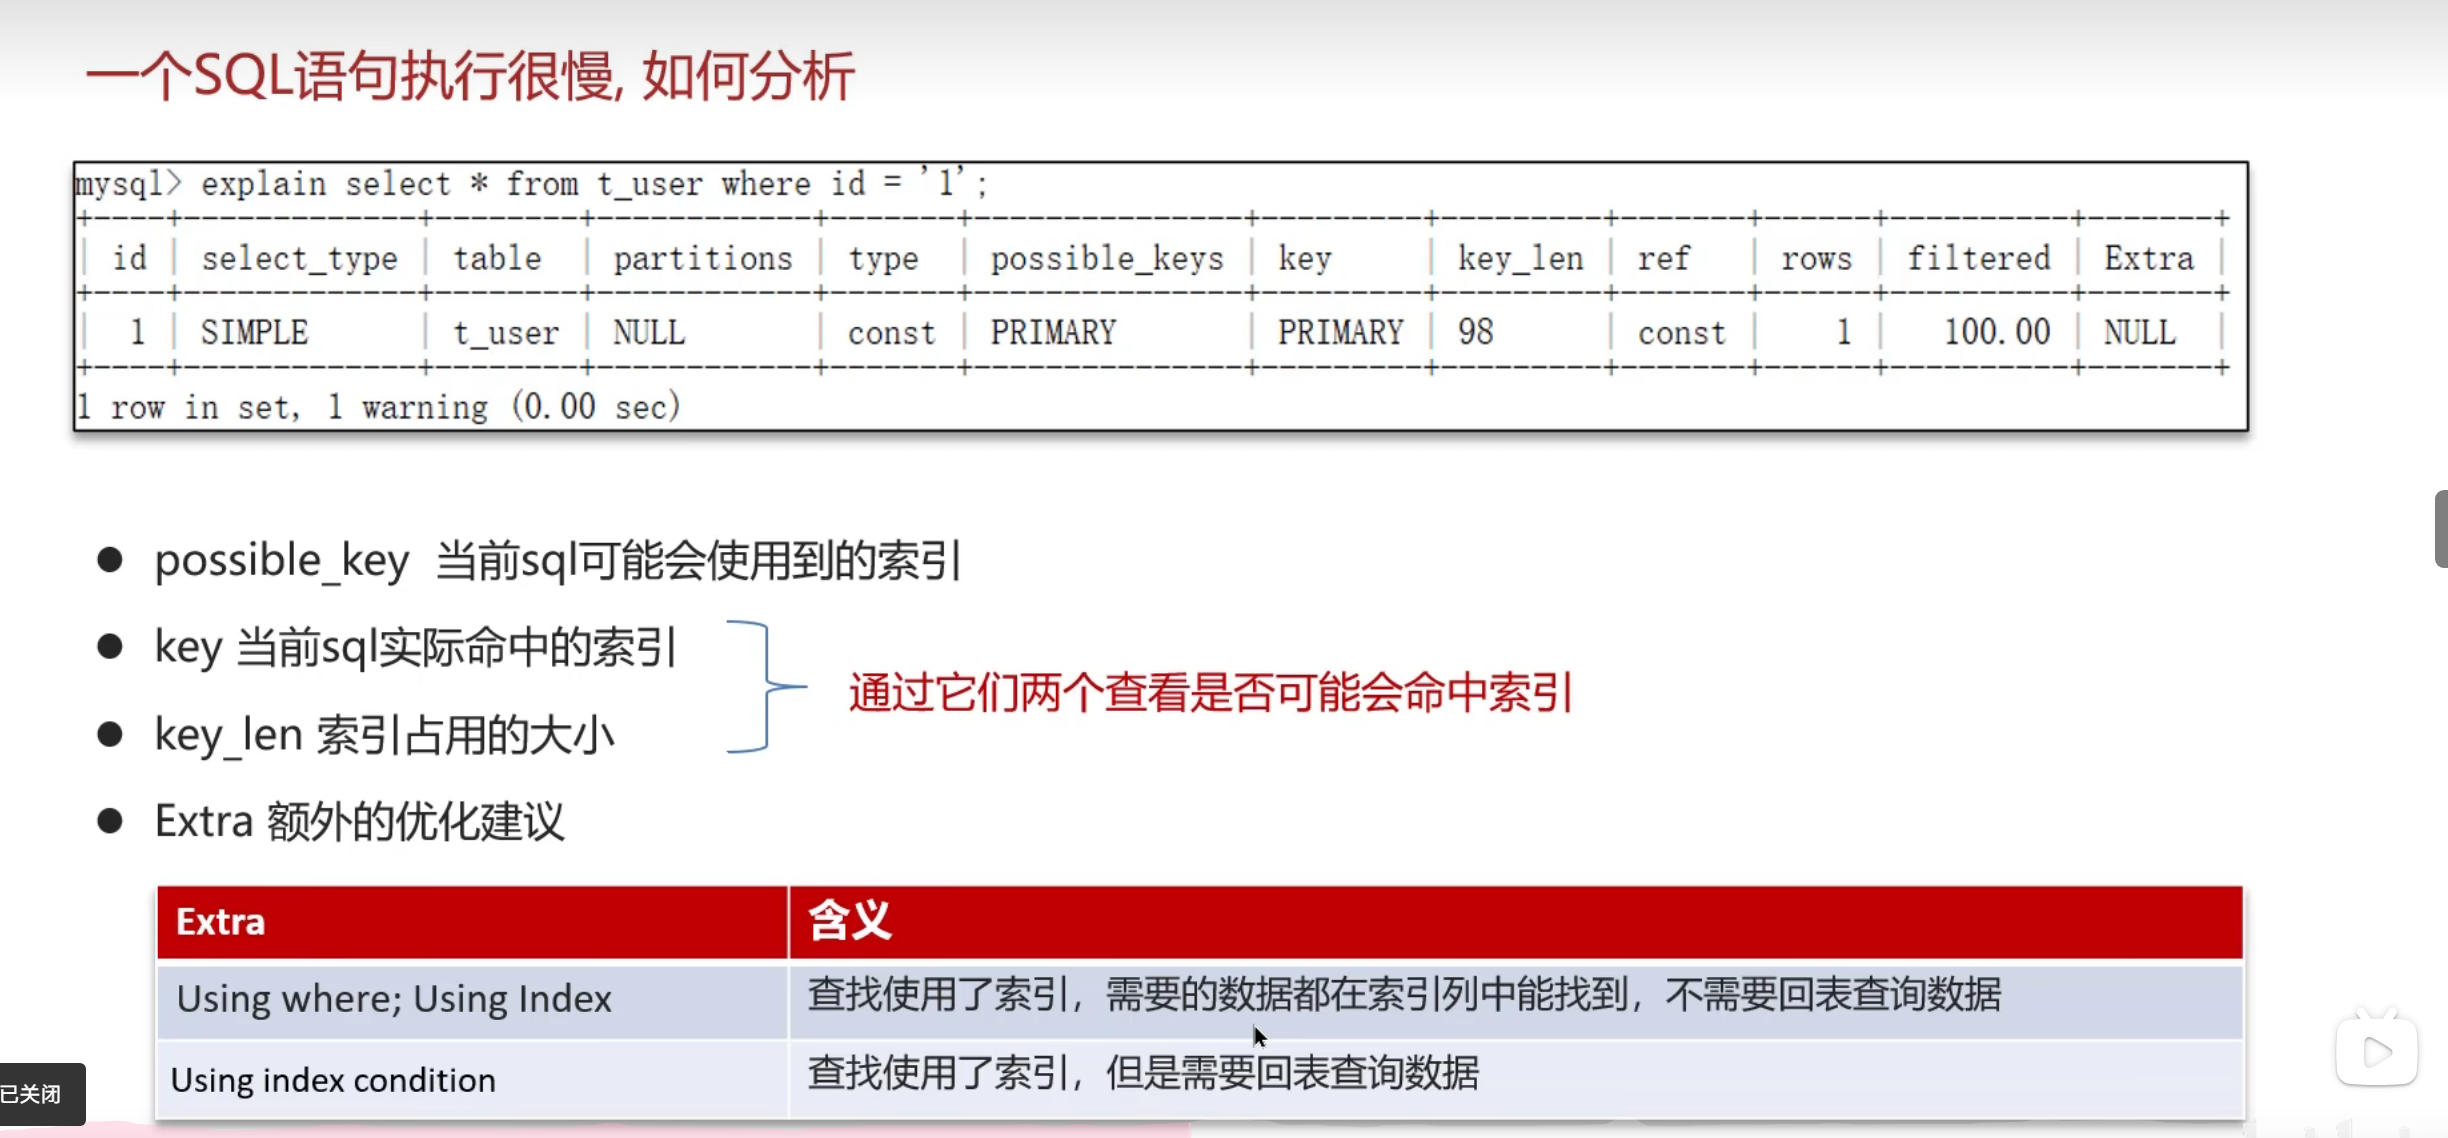 一个SQL语句执行很慢, 如何分析
mysql> explain select * from t_user where id = '1';
+----+-------------+--------+------------+-------+---------------+---------+---------+-------+------+----------+-------+
| id | select_type | table | partitions | type | possible_keys | key | key_len | ref | rows | filtered | Extra |
+----+-------------+--------+------------+-------+---------------+---------+---------+-------+------+----------+-------+
| 1 | SIMPLE | t_user | NULL | const | PRIMARY | PRIMARY | 98 | const | 1 | 100.00 | NULL |
+----+-------------+--------+------------+-------+---------------+---------+---------+-------+------+----------+-------+
1 row in set, 1 warning (0.00 sec)
● possible_key 当前sql可能会使用到的索引
● key 当前sql实际命中的索引
通过它们两个查看是否可能会命中索引
● key_len 索引占用的大小
● Extra 额外的优化建议
Extra 含义
Using where; Using Index 查找使用了索引，需要的数据都在索引列中能找到，不需要回表查询数据
Using index condition 查找使用了索引，但是需要回表查询数据
已关闭